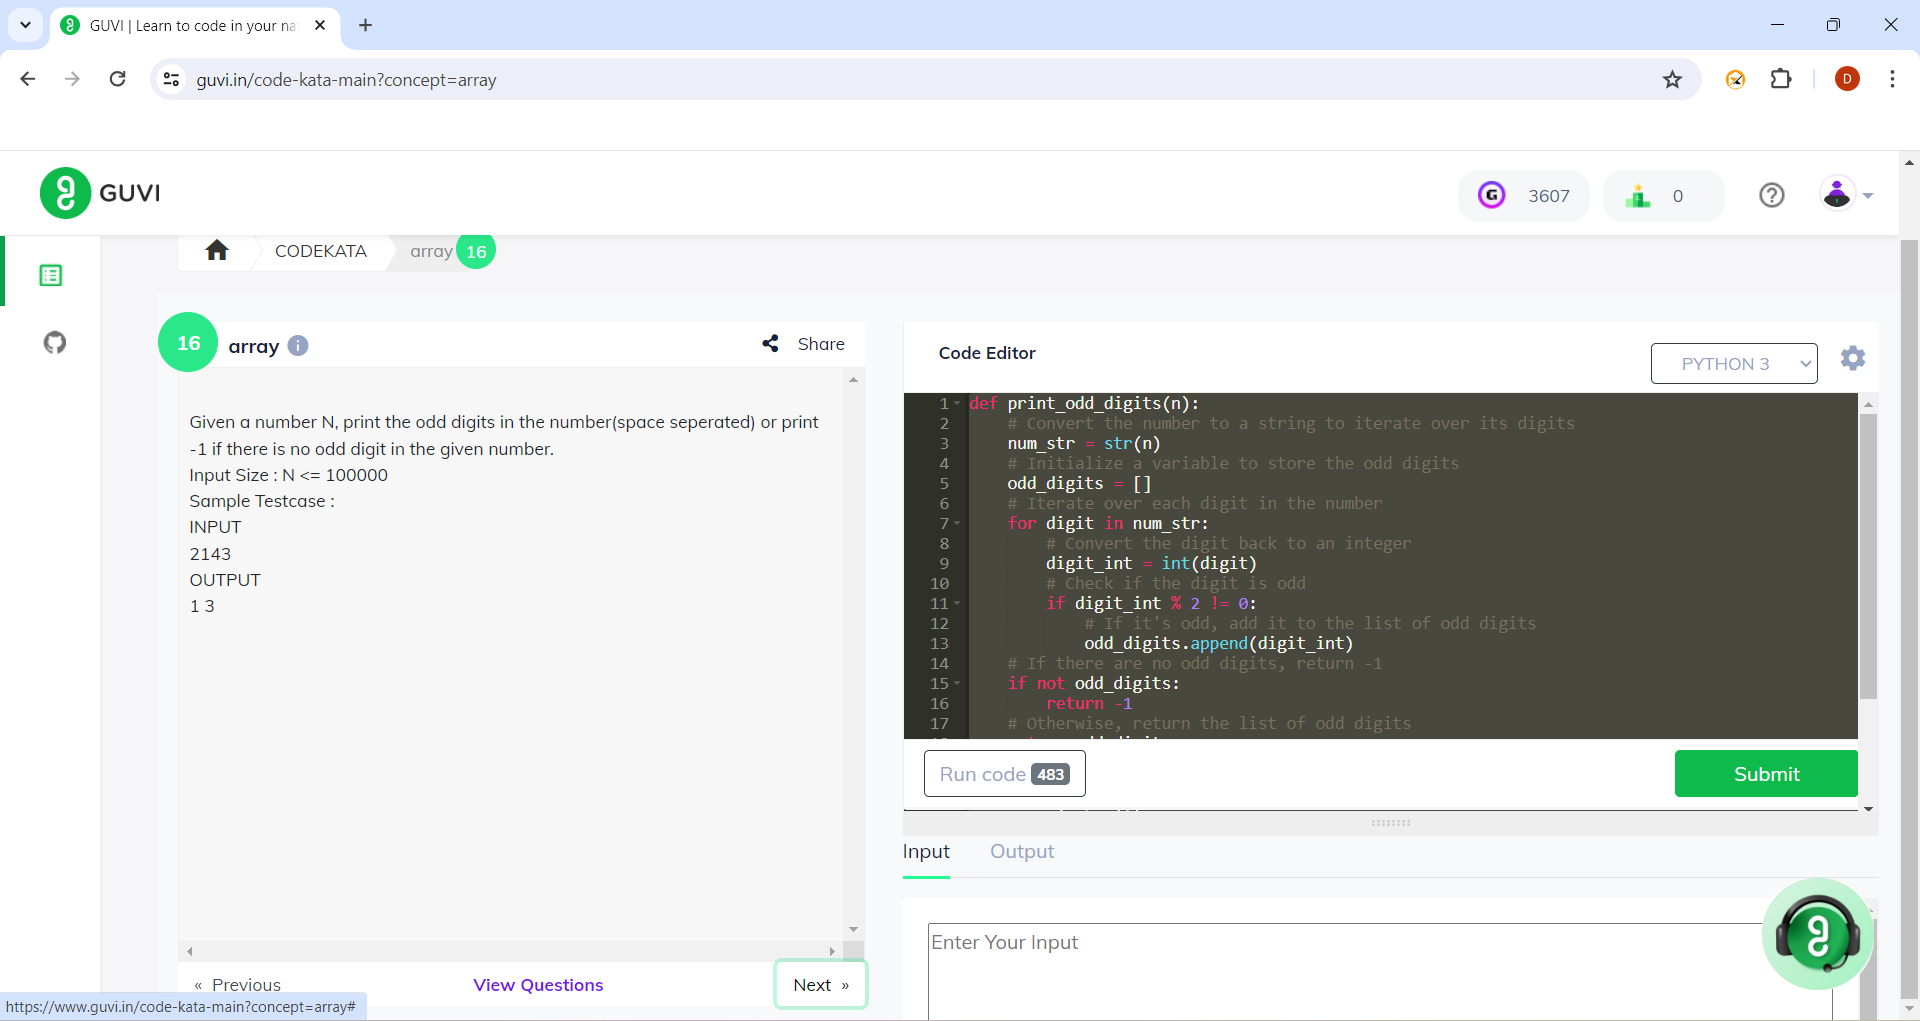 GUVI | Learn to code in your na
guvi.in/code-kata-main?concept=array
D
GUVI
G
3607
0
CODEKATA
array 16
16
array
i
Share
Given a number N, print the odd digits in the number(space seperated) or print
-1 if there is no odd digit in the given number.
Input Size : N <= 100000
Sample Testcase :
INPUT
2143
OUTPUT
1 3
« Previous
View Questions
Next »
https://www.guvi.in/code-kata-main?concept=array#
Code Editor
PYTHON 3
1 def print_odd_digits(n):
2 # Convert the number to a string to iterate over its digits
3 num_str = str(n)
4 # Initialize a variable to store the odd digits
5 odd_digits = []
6 # Iterate over each digit in the number
7 for digit in num_str:
8 # Convert the digit back to an integer
9 digit_int = int(digit)
10 # Check if the digit is odd
11 if digit_int % 2 != 0:
12 # If it's odd, add it to the list of odd digits
13 odd_digits.append(digit_int)
14 # If there are no odd digits, return -1
15 if not odd_digits:
16 return -1
17 # Otherwise, return the list of odd digits
Run code 483
Submit
Input
Output
Enter Your Input